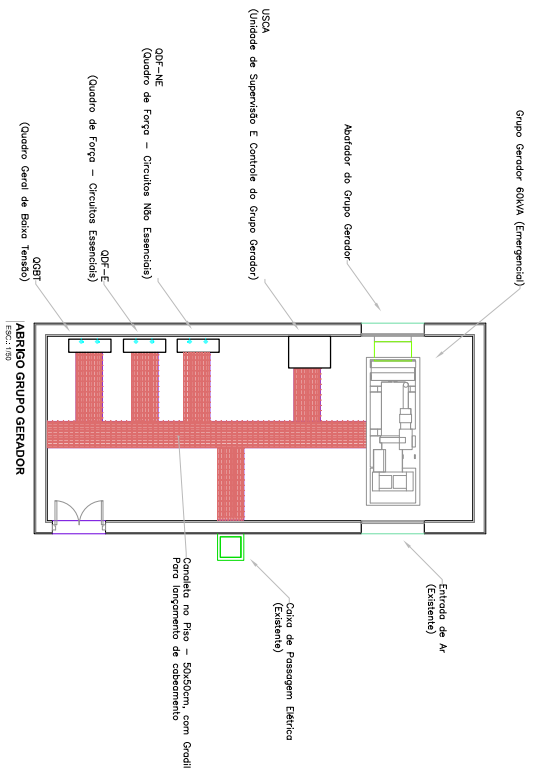 Grupo Gerador 60kVA (Emergencial)
Abafador do Grupo Gerador
USCA
(Unidade de Supervisão E Controle do Grupo Gerador)
QDF-NE
(Quadro de Força - Circuitos Não Essenciais)
QDF-E
(Quadro de Força - Circuitos Essenciais)
QGBT
(Quadro Geral de Baixa Tensão)
Entrada de Ar
(Existente)
Caixa de Passagem Elétrica
(Existente)
Canaleta no Piso - 50x50cm, com Gradil
Para lançamento de cabeamento
ABRIGO GRUPO GERADOR
ESC.: 1/50